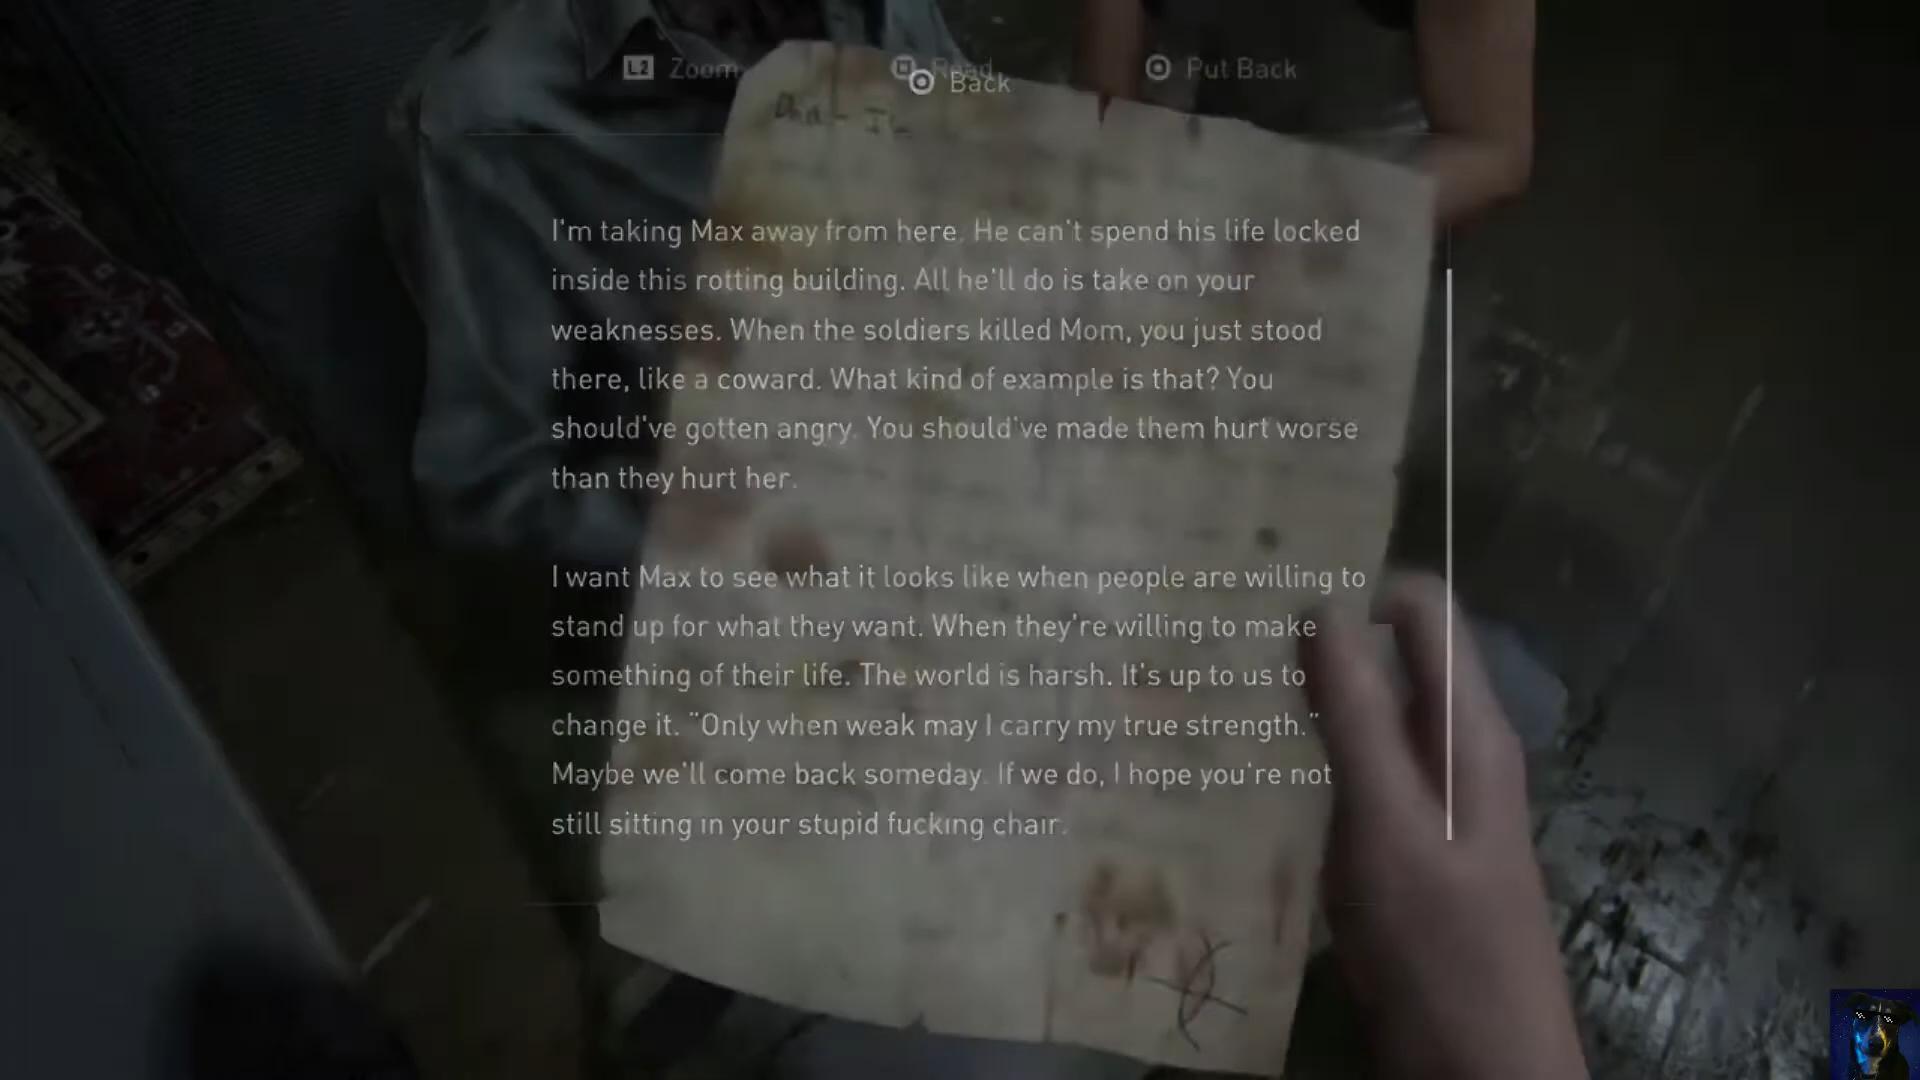 L2 Zoom Read Put Back
Back
I'm taking Max away from here. He can't spend his life locked
inside this rotting building. All he'll do is take on your
weaknesses. When the soldiers killed Mom, you just stood
there, like a coward. What kind of example is that? You
should've gotten angry. You should've made them hurt worse
than they hurt her.
I want Max to see what it looks like when people are willing to
stand up for what they want. When they're willing to make
something of their life. The world is harsh. It's up to us to
change it. "Only when weak may I carry my true strength."
Maybe we'll come back someday. If we do, I hope you're not
still sitting in your stupid fucking chair.